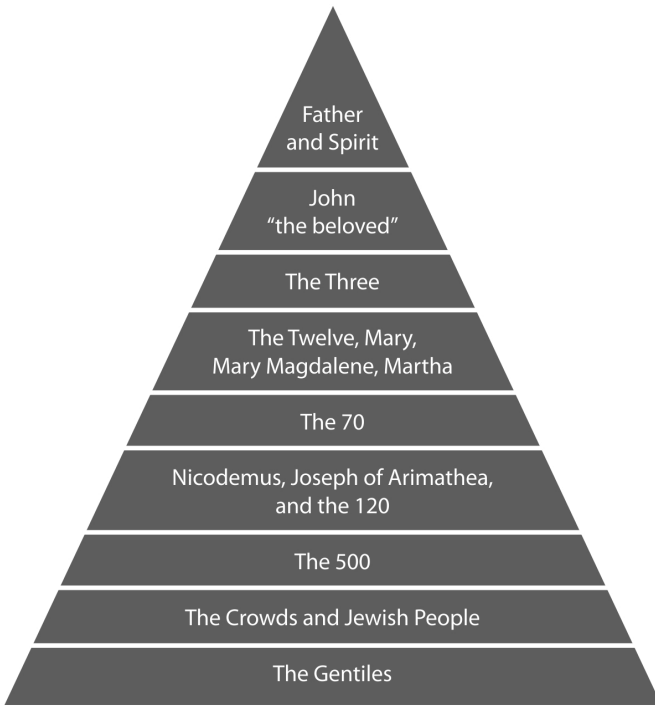 Father
and Spirit
John
“the beloved”
The Three
The Twelve, Mary,
Mary Magdalene, Martha
The 70
Nicodemus, Joseph of Arimathea,
and the 120
The 500
The Crowds and Jewish People
The Gentiles